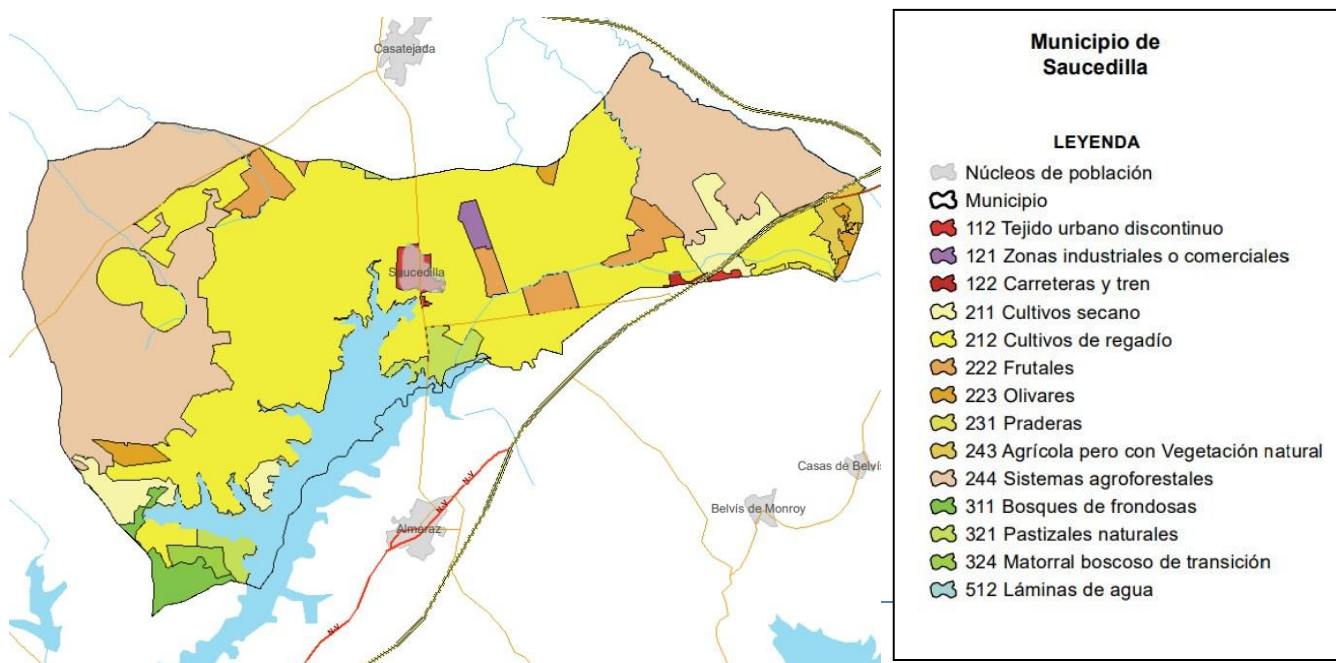 Casatejada
Saucedilla
Almaraz
Belvís de Monroy
Casas de Belvís
N-V
N-V
N-V
Municipio de
Saucedilla
LEYENDA
Núcleos de población
Municipio
112 Tejido urbano discontinuo
121 Zonas industriales o comerciales
122 Carreteras y tren
211 Cultivos secano
212 Cultivos de regadío
222 Frutales
223 Olivares
231 Praderas
243 Agrícola pero con Vegetación natural
244 Sistemas agroforestales
311 Bosques de frondosas
321 Pastizales naturales
324 Matorral boscoso de transición
512 Láminas de agua